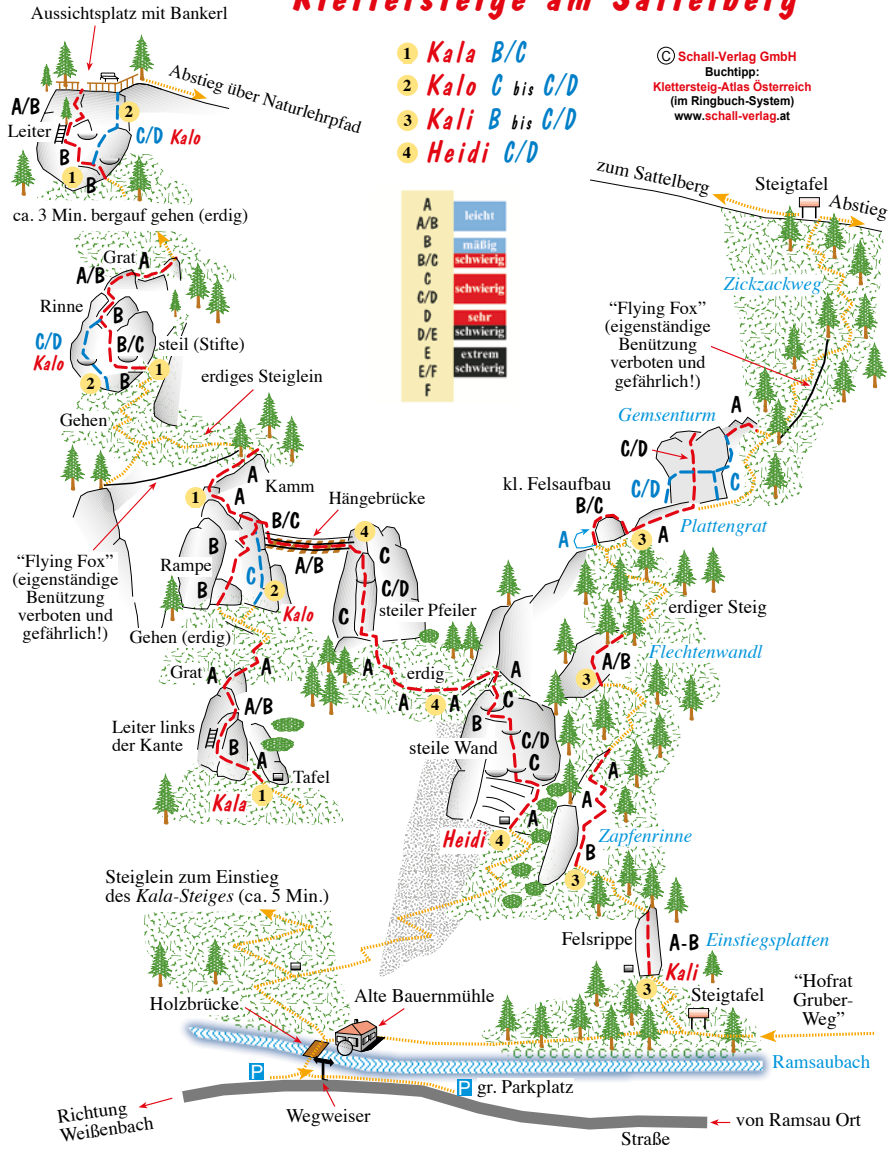 Klettersteige am Sattelberg
Aussichtsplatz mit Bankerl
Abstieg über
Naturlehrpfad
1 Kala B/C
2 Kalo C bis C/D
3 Kali B bis C/D
4 Heidi C/D
© Schall-Verlag GmbH
Buchtipp:
Klettersteig-Atlas Österreich
(im Ringbuch-System)
www.schall-verlag.at
A/B
Leiter
2
C/D Kalo
B
1
B
ca. 3 Min. bergauf gehen (erdig)
A
A/B
leicht
B
mäßig
B/C
schwierig
C
C/D
schwierig
D
sehr
D/E
schwierig
E
extrem
E/F
schwierig
F
zum Sattelberg
Steigtafel
Abstieg
Zickzackweg
“Flying Fox”
(eigenständige
Benützung
verboten und
gefährlich!)
Grat
A
A/B
Rinne
B
C/D
Kalo
B/C
steil (Stifte)
2
B
1
erdiges Steiglein
Gehen
Gemsenturm
A
C/D
C/D
C
kl. Felsaufbau
B/C
A
3
A
Plattengrat
A
Kamm
1
A
B/C
Hängebrücke
4
A/B
“Flying Fox”
(eigenständige
Benützung
verboten und
gefährlich!)
Rampe
B
B
C
2
Kalo
C
C/D
C
steiler Pfeiler
Gehen (erdig)
erdiger Steig
Flechtenwandl
A/B
3
Grat
A
A
A
erdig
A
4
A
A
Leiter links
der Kante
A/B
B
A
Tafel
Kala
1
C
B
steile Wand
C/D
C
A
Heidi
4
A
A
Zapfenrinne
B
3
Steiglein zum Einstieg
des Kala-Steiges (ca. 5 Min.)
Felsrippe
A-B
Einstiegsplatten
Kali
3
Steigtafel
“Hofrat
Gruber-
Weg”
Holzbrücke
Alte Bauernmühle
Ramsaubach
P
P
gr. Parkplatz
Richtung
Weißenbach
Wegweiser
Straße
von Ramsau Ort